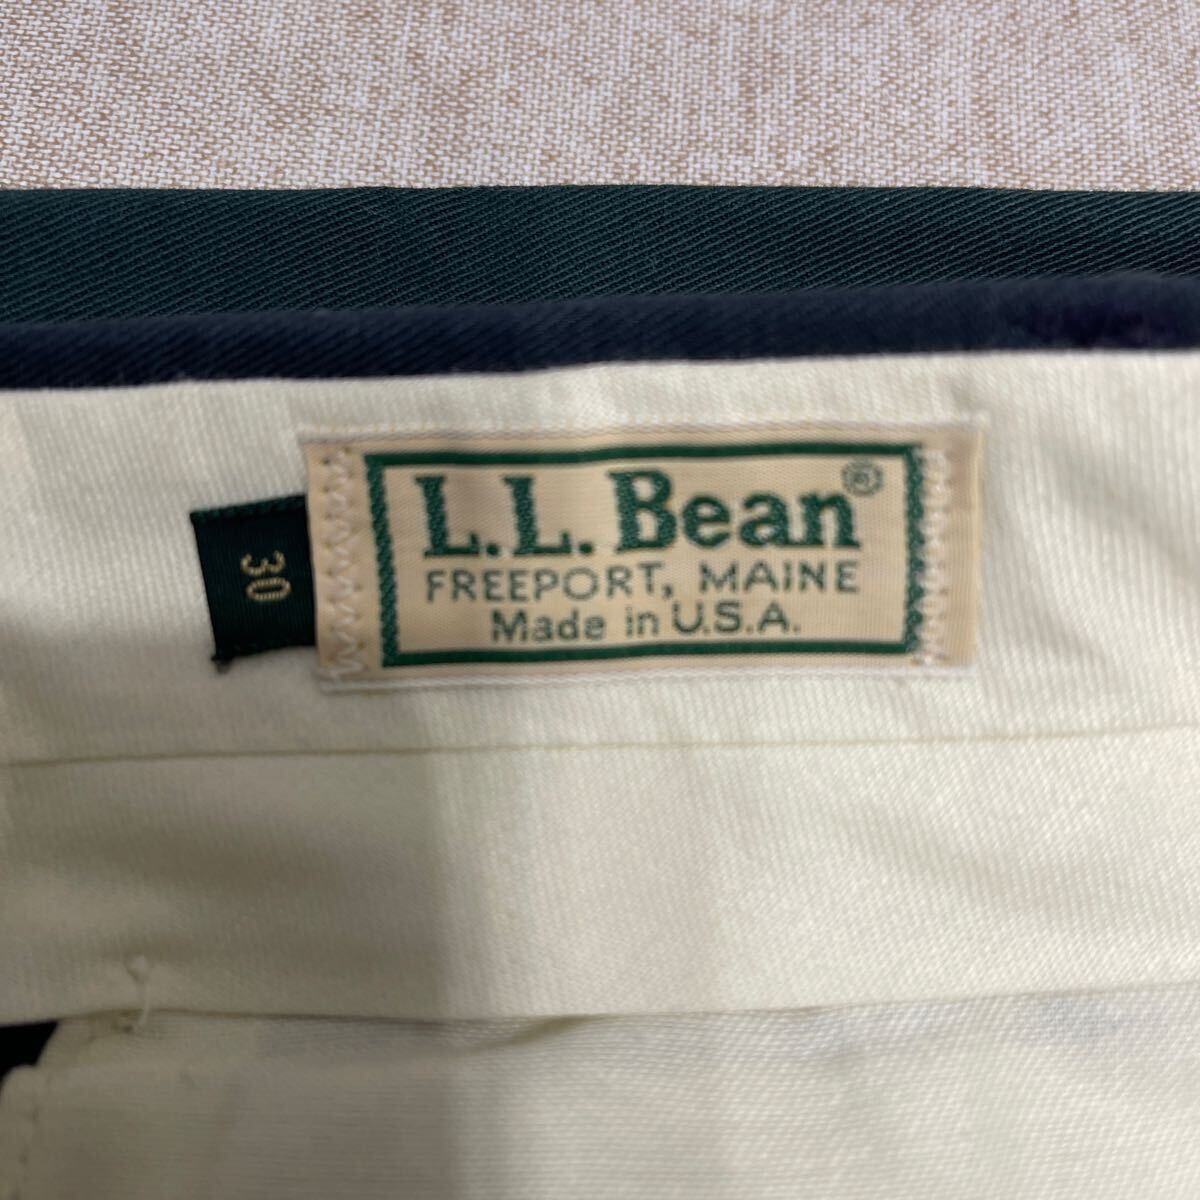 L.L.Bean®
FREEPORT, MAINE
Made in U.S.A.
30